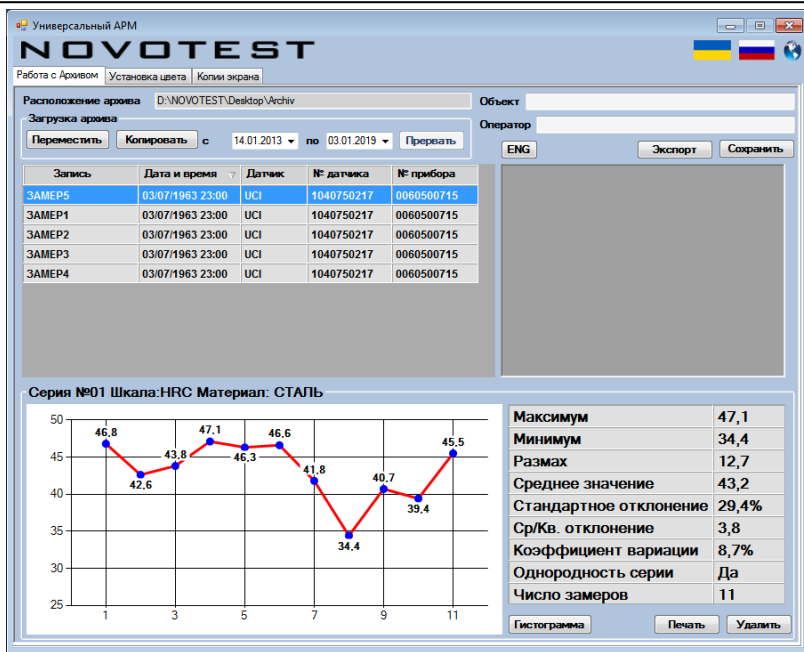 Универсальный АРМ
NOVOTEST
Работа с Архивом Установка цвета Копии экрана
Расположение архива D:\NOVOTEST\Desktop\Archiv
Объект
Загрузка архива
Оператор
Переместить Копировать с 14.01.2013 по 03.01.2019 Прервать
ENG Экспорт Сохранить
Запись Дата и время Датчик № датчика № прибора
ЗАМЕР5 03/07/1963 23:00 UCI 1040750217 0060500715
ЗАМЕР1 03/07/1963 23:00 UCI 1040750217 0060500715
ЗАМЕР2 03/07/1963 23:00 UCI 1040750217 0060500715
ЗАМЕР3 03/07/1963 23:00 UCI 1040750217 0060500715
ЗАМЕР4 03/07/1963 23:00 UCI 1040750217 0060500715
Серия №01 Шкала:HRC Материал: СТАЛЬ
50
45
40
35
30
25
46,8
42,6
43,8
47,1
46,3
46,6
41,8
34,4
40,7
39,4
45,5
1 3 5 7 9 11
Максимум 47,1
Минимум 34,4
Размах 12,7
Среднее значение 43,2
Стандартное отклонение 29,4%
Ср/Кв. отклонение 3,8
Коэффициент вариации 8,7%
Однородность серии Да
Число замеров 11
Гистограмма Печать Удалить